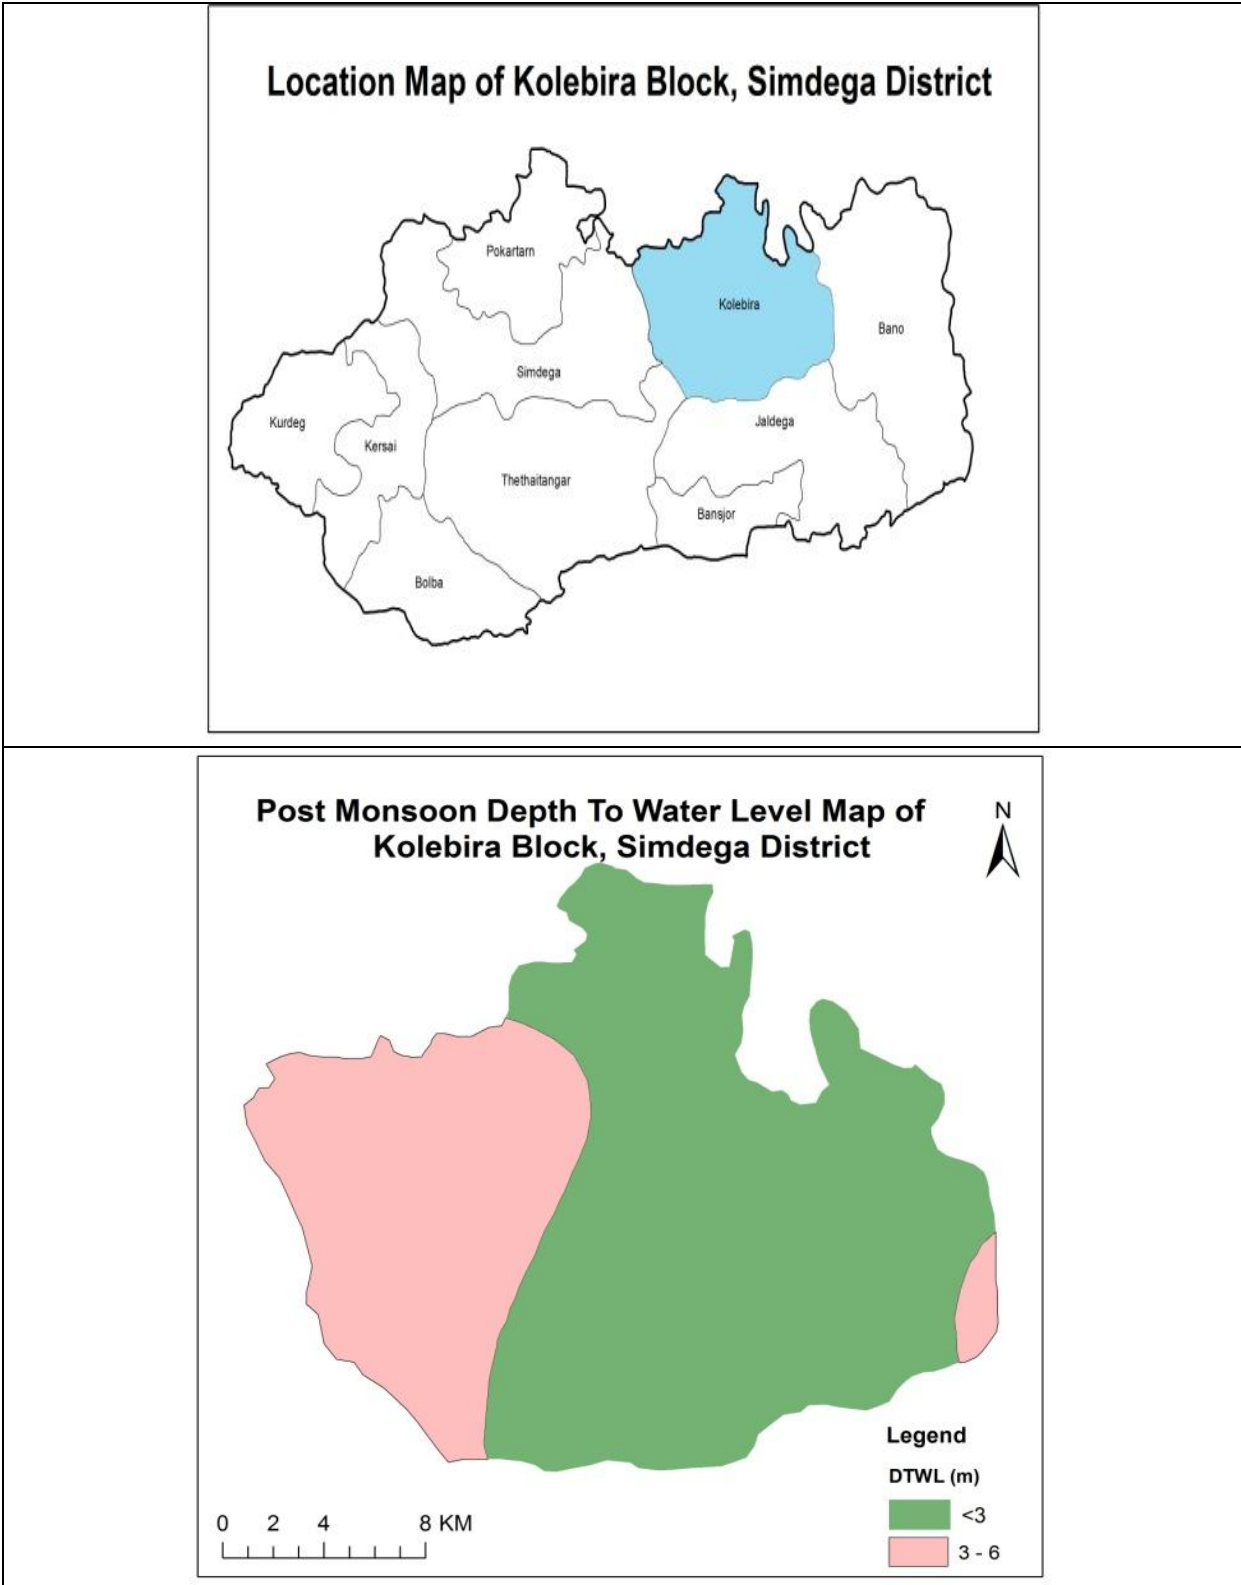 Location Map of Kolebira Block, Simdega District
Pokartarn
Kolebira
Bano
Simdega
Kurdeg
Kersai
Jaldega
Thethaitangar
Bansjor
Bolba
Post Monsoon Depth To Water Level Map of
Kolebira Block, Simdega District
N
Legend
DTWL (m)
<3
3 - 6
0 2 4 8 KM